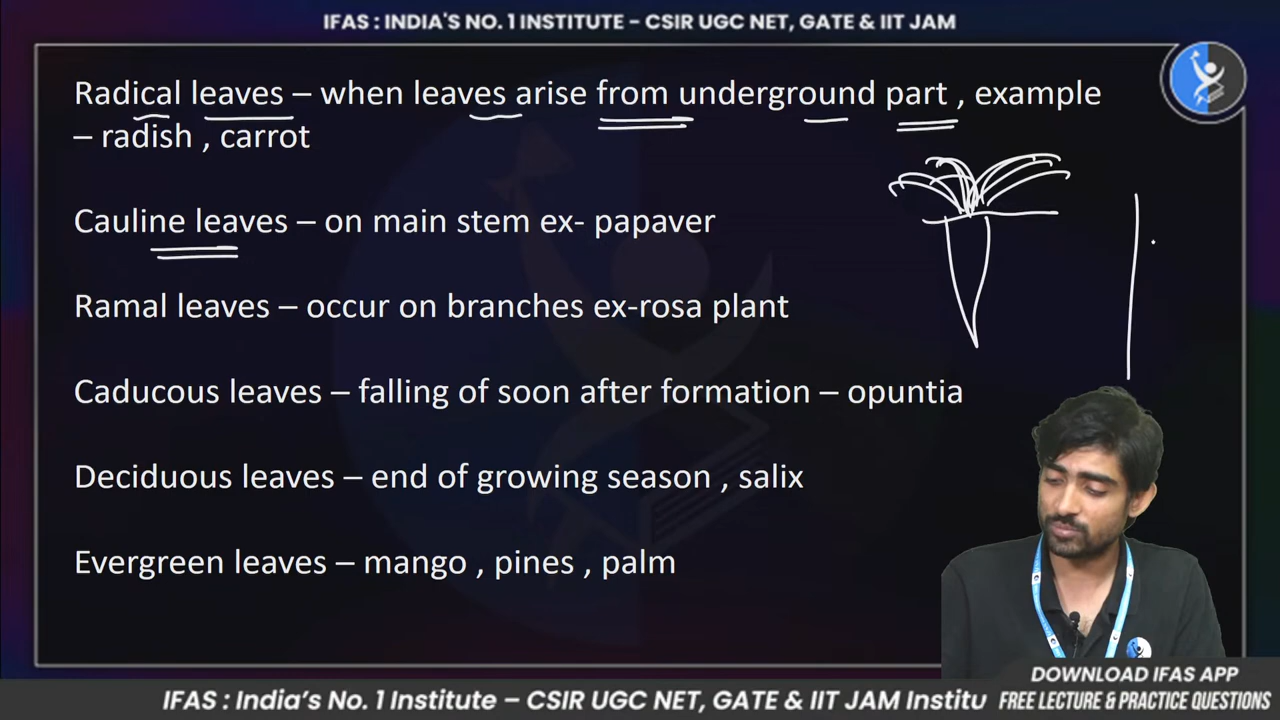 IFAS : INDIA'S NO. 1 INSTITUTE – CSIR UGC NET, GATE & IIT JAM
Radical leaves – when leaves arise from underground part , example
– radish , carrot
Cauline leaves – on main stem ex- papaver
Ramal leaves – occur on branches ex-rosa plant
Caducous leaves – falling of soon after formation – opuntia
Deciduous leaves – end of growing season , salix
Evergreen leaves – mango , pines , palm
DOWNLOAD IFAS APP
IFAS : India's No. 1 Institute – CSIR UGC NET, GATE & IIT JAM Institu
FREE LECTURE & PRACTICE QUESTIONS